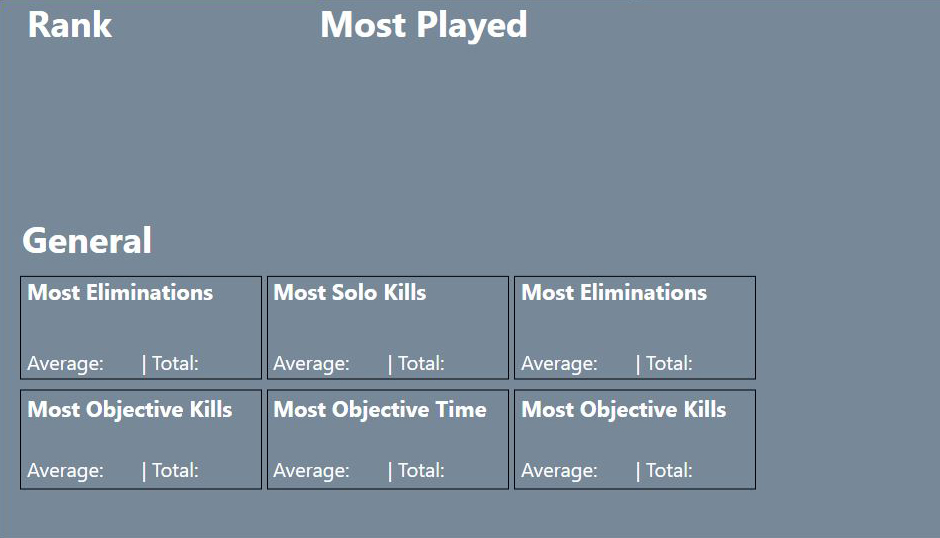 Rank Most Played
General
Most Eliminations Most Solo Kills Most Eliminations
Average: | Total: Average: | Total: Average: | Total:
Most Objective Kills Most Objective Time Most Objective Kills
Average: | Total: Average: | Total: Average: | Total: